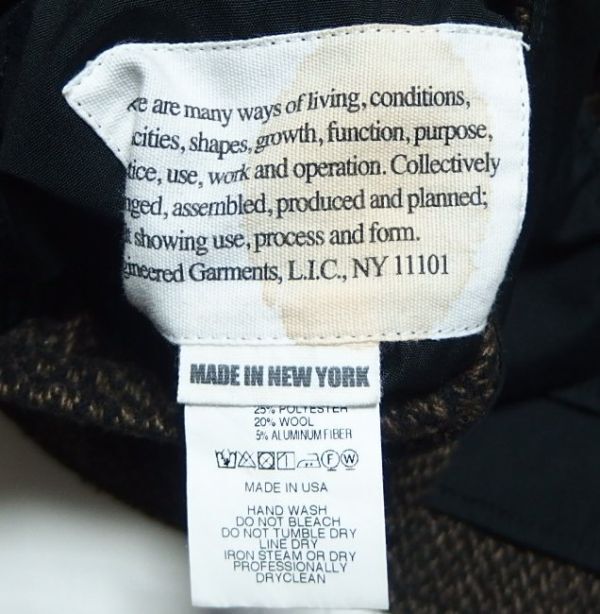 are many ways of living, conditions,
cities, shapes, growth, function, purpose,
tice, use, work and operation. Collectively
nged, assembled, produced and planned;
showing use, process and form.
gineered Garments, L.I.C., NY 11101
MADE IN NEW YORK
25% POLYESTER
20% WOOL
5% ALUMINUM FIBER
F W
MADE IN USA
HAND WASH
DO NOT BLEACH
DO NOT TUMBLE DRY
LINE DRY
IRON STEAM OR DRY
PROFESSIONALLY
DRYCLEAN